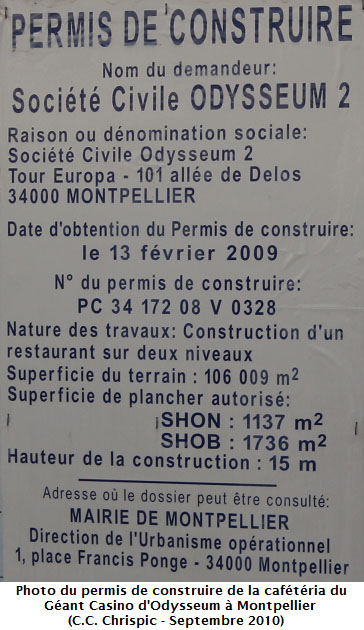 PERMIS DE CONSTRUIRE
Nom du demandeur:
Société Civile ODYSSEUM 2
Raison ou dénomination sociale:
Société Civile Odysseum 2
Tour Europa - 101 allée de Delos
34000 MONTPELLIER
Date d'obtention du Permis de construire:
le 13 février 2009
N° du permis de construire:
PC 34 172 08 V 0328
Nature des travaux: Construction d'un
restaurant sur deux niveaux
Superficie du terrain : 106 009 m²
Superficie de plancher autorisé:
SHON : 1137 m²
SHOB : 1736 m²
Hauteur de la construction : 15 m
Adresse où le dossier peut être consulté:
MAIRIE DE MONTPELLIER
Direction de l'Urbanisme opérationnel
1, place Francis Ponge - 34000 Montpellier
Photo du permis de construire de la cafétéria du
Géant Casino d'Odysseum à Montpellier
(C.C. Chrispic - Septembre 2010)